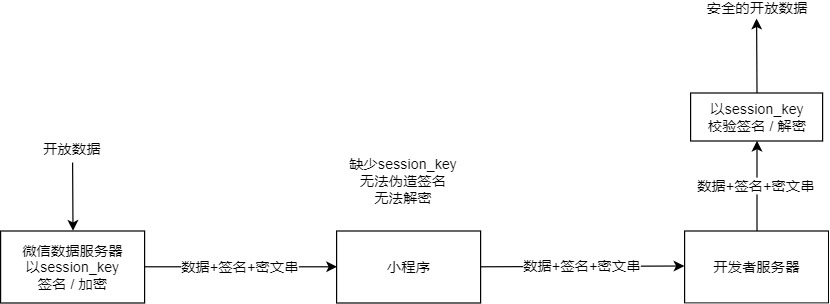 安全的开放数据
以session_key
校验签名 / 解密
开放数据
缺少session_key
无法伪造签名
无法解密
数据+签名+密文串
微信数据服务器
以session_key
签名 / 加密
数据+签名+密文串
小程序
数据+签名+密文串
开发者服务器